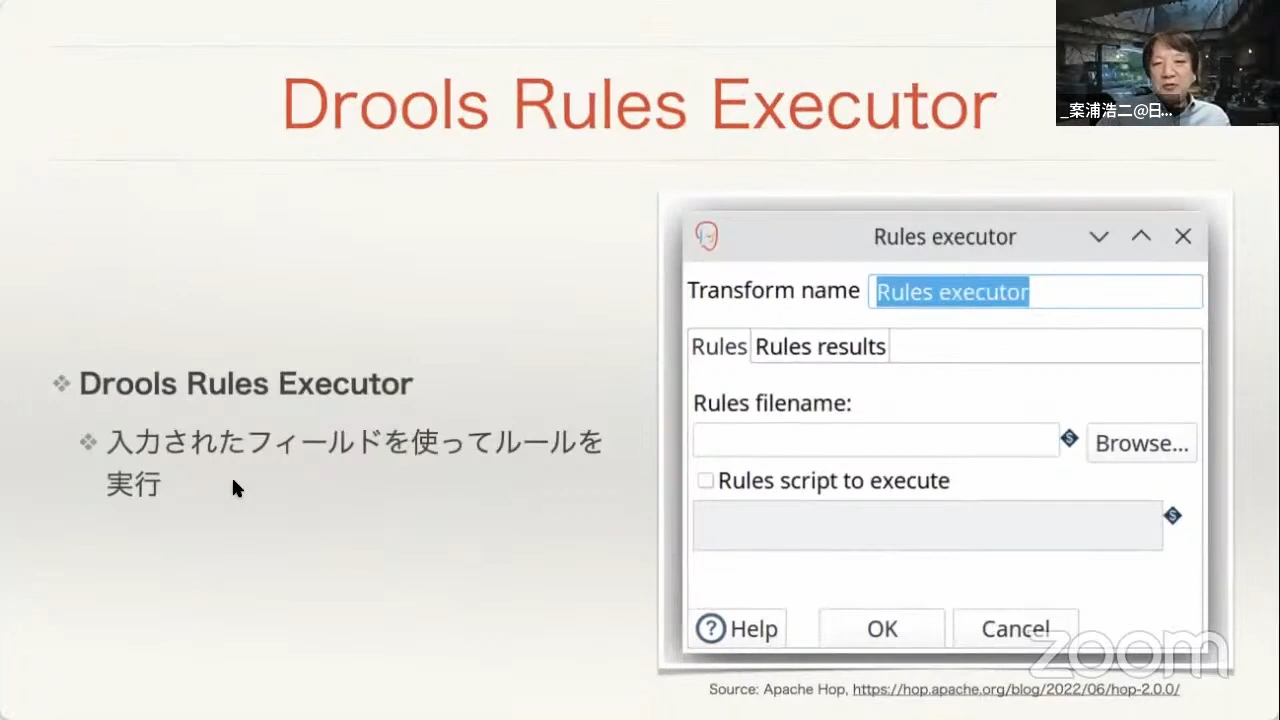 Drools Rules Executor
_案浦浩二@日...
Drools Rules Executor
入力されたフィールドを使ってルールを
実行
Rules executor
Transform name Rules executor
Rules Rules results
Rules filename:
Browse...
Rules script to execute
Help OK Cancel
zoom
Source: Apache Hop, https://hop.apache.org/blog/2022/06/hop-2.0.0/